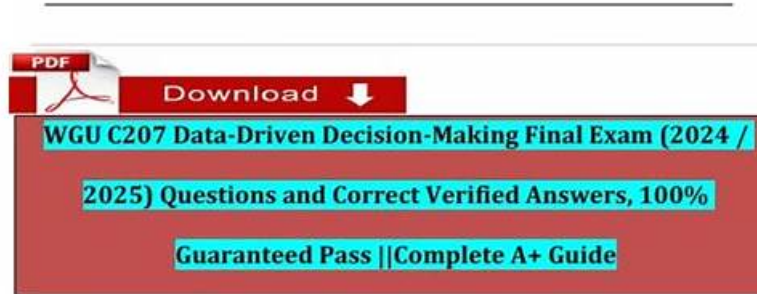 PDF
Download
WGU C207 Data-Driven Decision-Making Final Exam (2024 /
2025) Questions and Correct Verified Answers, 100%
Guaranteed Pass ||Complete A+ Guide